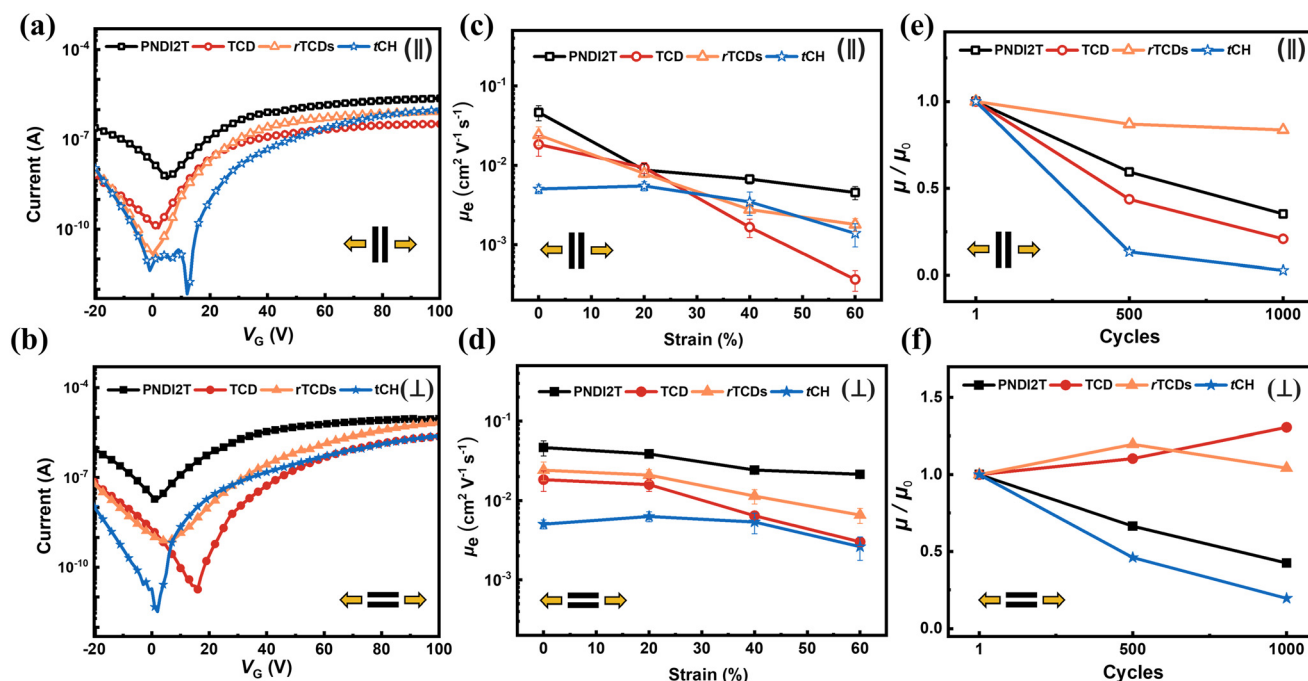 (a)
PNDI2T TCD rTCDs tCH
(||)
Current (A)
10⁻⁴
10⁻⁷
10⁻¹⁰
-20 0 20 40 60 80 100
V_G (V)
(b)
PNDI2T TCD rTCDs tCH
(⊥)
Current (A)
10⁻⁴
10⁻⁷
10⁻¹⁰
-20 0 20 40 60 80 100
V_G (V)
(c)
PNDI2T TCD rTCDs tCH
(||)
μ_e (cm² V⁻¹ s⁻¹)
10⁻¹
10⁻²
10⁻³
0 10 20 30 40 50 60
Strain (%)
(d)
PNDI2T TCD rTCDs tCH
(⊥)
μ_e (cm² V⁻¹ s⁻¹)
10⁻¹
10⁻²
10⁻³
0 10 20 30 40 50 60
Strain (%)
(e)
PNDI2T TCD rTCDs tCH
(||)
μ / μ₀
1.0
0.5
0.0
1 500 1000
Cycles
(f)
PNDI2T TCD rTCDs tCH
(⊥)
μ / μ₀
1.5
1.0
0.5
0.0
1 500 1000
Cycles